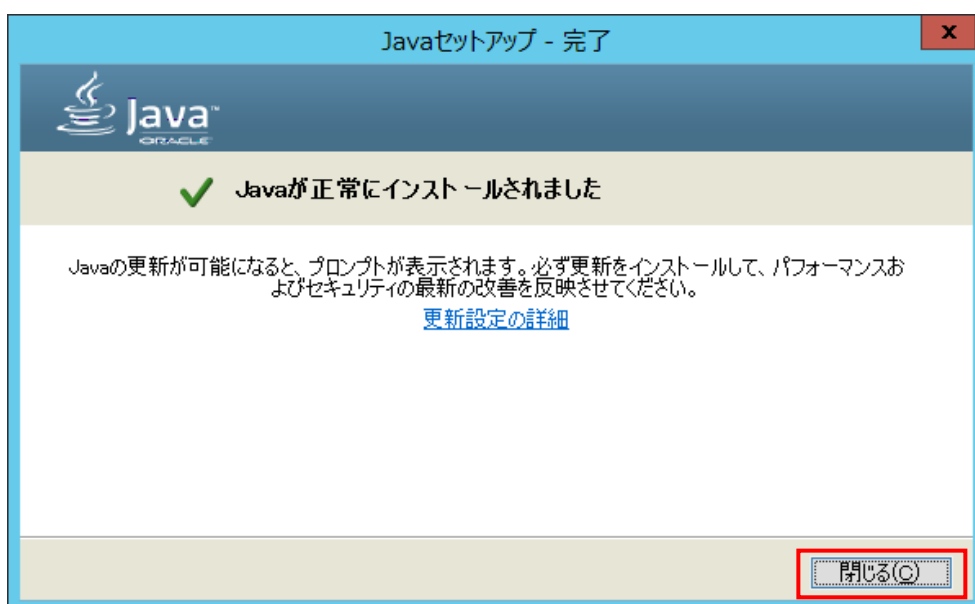 Javaセットアップ - 完了
x
Java™
ORACLE
Javaが正常にインストールされました
Javaの更新が可能になると、プロンプトが表示されます。必ず更新をインストールして、パフォーマンスお
よびセキュリティの最新の改善を反映させてください。
更新設定の詳細
閉じる(C)